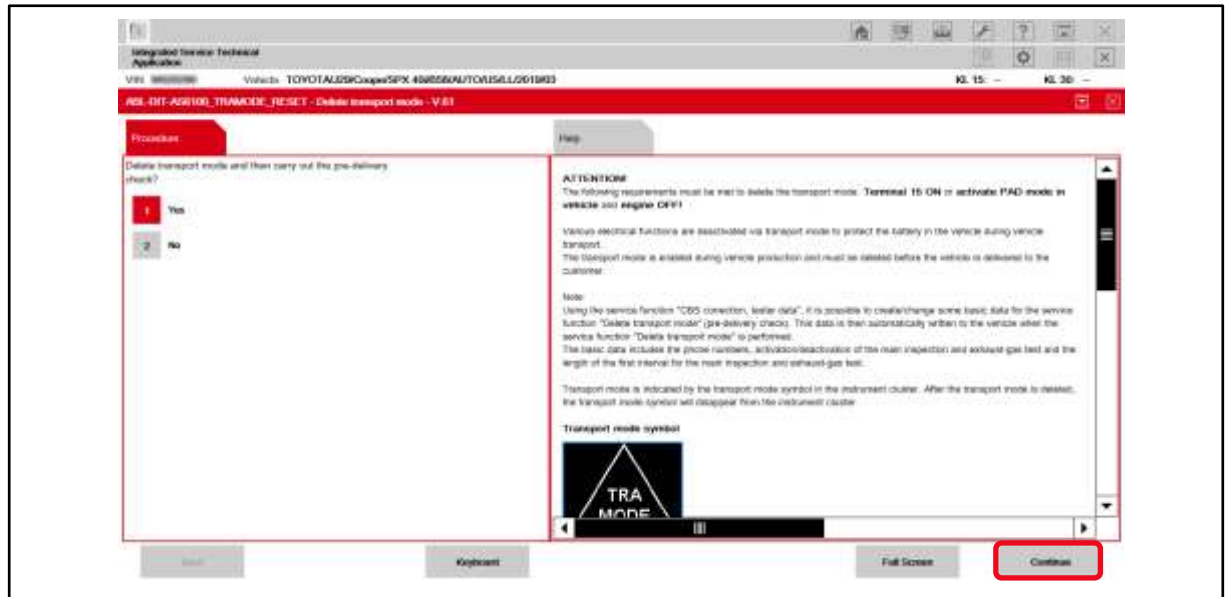 ?
Integrated Service Technical
Application
VIN Vehicle TOYOTA/J29/Coupe/SPX 40i/B58/AUTO/US/LL/2019/03 KL 15: -- KL 30: --
ABL-DIT-AS6100_TRAMODE_RESET - Delete transport mode - V.61
Procedure
Help
Delete transport mode and then carry out the pre-delivery
check?
1 Yes
2 No
ATTENTION!
The following requirements must be met to delete the transport mode: Terminal 15 ON or activate PAD mode in
vehicle and engine OFF!
Various electrical functions are deactivated via transport mode to protect the battery in the vehicle during vehicle
transport.
The transport mode is enabled during vehicle production and must be deleted before the vehicle is delivered to the
customer.
Note:
Using the service function "CBS correction, tester data", it is possible to create/change some basic data for the service
function "Delete transport mode" (pre-delivery check). This data is then automatically written to the vehicle when the
service function "Delete transport mode" is performed.
The basic data includes the phone numbers, activation/deactivation of the main inspection and exhaust-gas test and the
length of the first interval for the main inspection and exhaust-gas test.
Transport mode is indicated by the transport mode symbol in the instrument cluster. After the transport mode is deleted,
the transport mode symbol will disappear from the instrument cluster.
Transport mode symbol
TRA
MODE
Back Keyboard Full Screen Continue